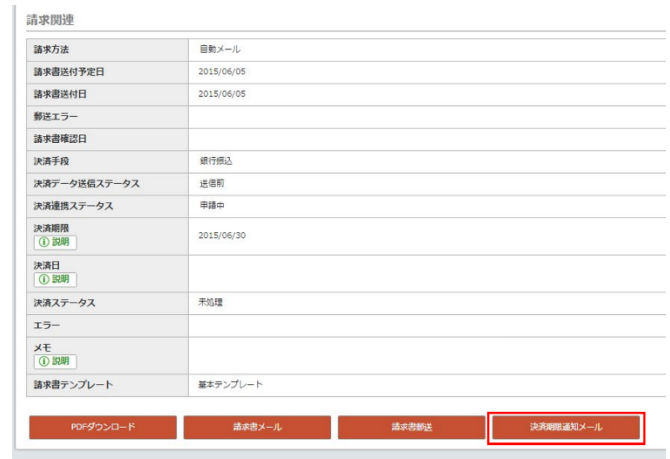 請求関連
請求方法 自動メール
請求書送付予定日 2015/06/05
請求書送付日 2015/06/05
郵送エラー
請求書確認日
決済手段 銀行振込
決済データ送信ステータス 送信前
決済連携ステータス 申請中
決済期限 2015/06/30
説明
決済日
説明
決済ステータス 未処理
エラー
メモ
説明
請求書テンプレート 基本テンプレート
PDFダウンロード 請求書メール 請求書郵送 決済期限通知メール